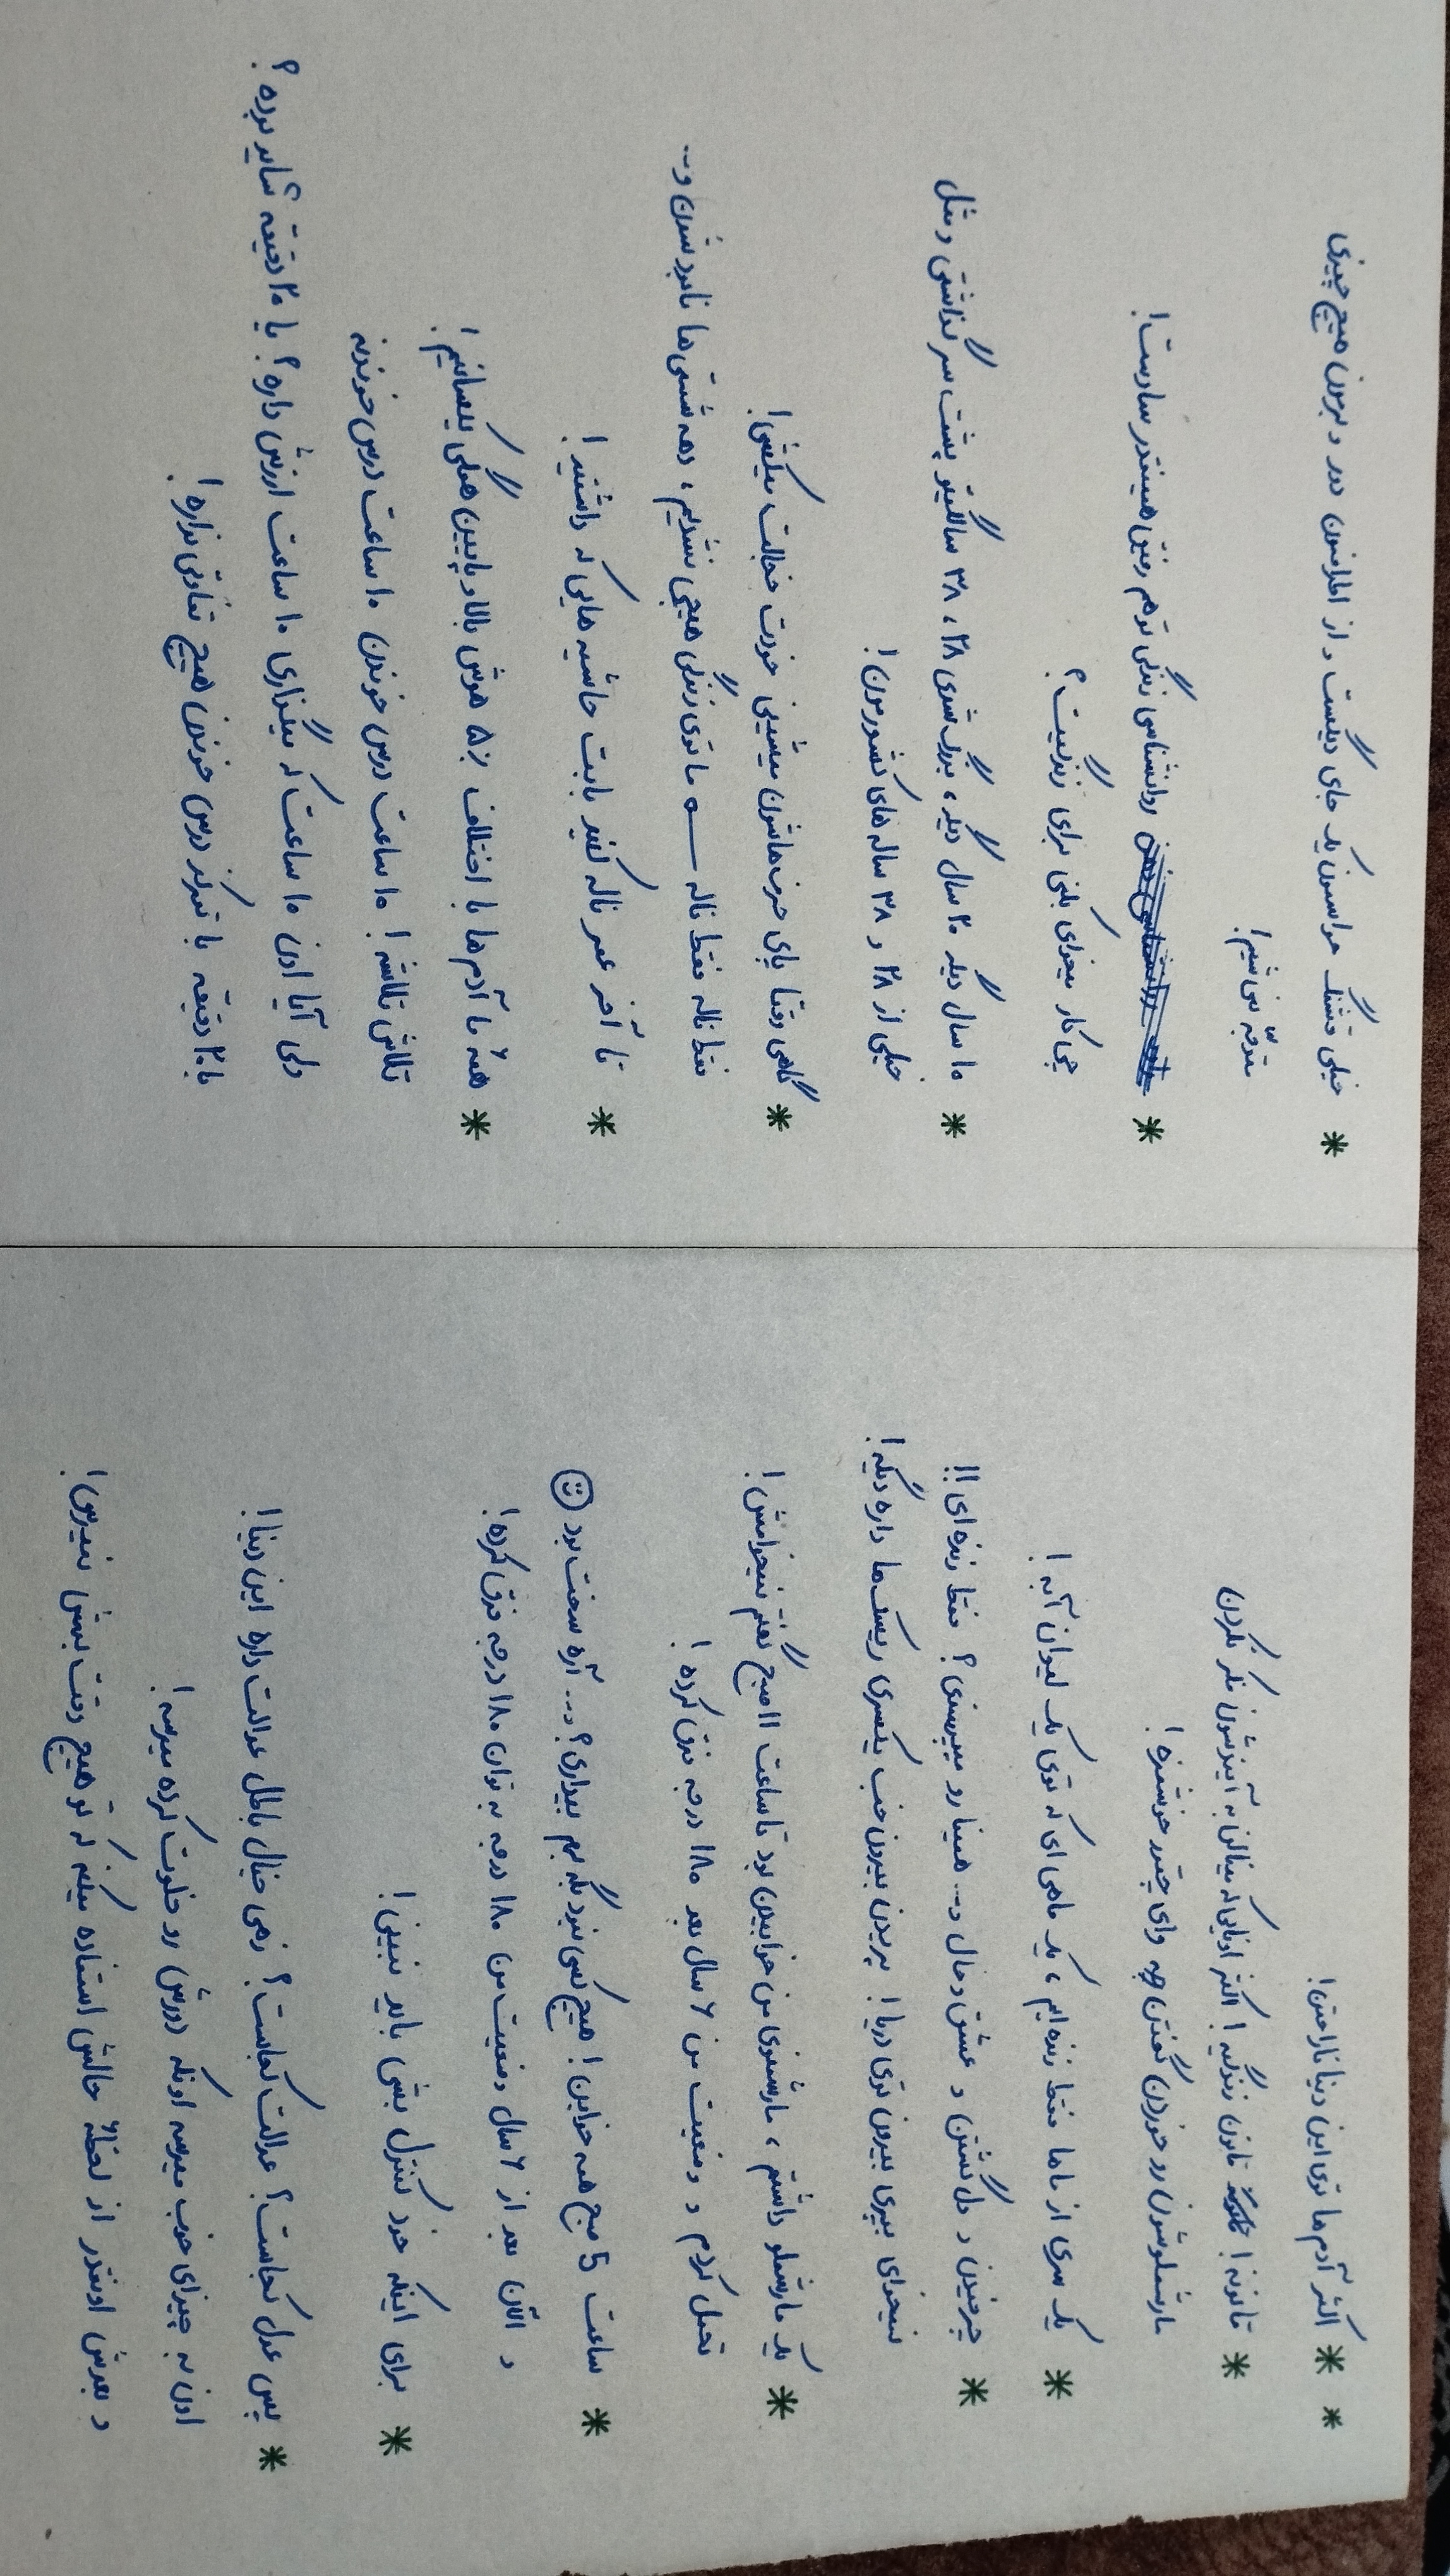 * * اکثر آدم ها توی این دنیا ناراحتن!
* قانونه! قانون زندگیه! اکثر اونایی که مینالن به آیندشون فکر نکردن
مارشملوشون رو خوردن گفتن به وای چقدر خوشمزه!
* یک سری از ماها فقط زنده ایم، یک ماهی ای که توی یک لیوان آبه!
* چرخیدن و ول گشتن و عشق و حال و... همینا رو میپرسی؟ فقط زنده ای!!
نمیخوای بپری بیرون توی دریا! پریدن بیرون خب یکسری ریسک ها داره دیگه!
* یک مارشملو داشتم، مارشملوی من خوابیدن بود تا ساعت ۱۱ صبح گفتم نمیخوامش!
تحمل کردم و وضعیت من ۶ سال بعد ۱۸۰ درجه فرق کرده!
* ساعت 5 صبح همه خوابن! هیچ کسی نبود بگه بهم بیداری؟ و... آره سخت بود ☺
و الآن بعد از ۶ سال وضعیت من ۱۸۰ درجه به توان ۱۸۰ درجه فرق کرده!
* برای اینکه خود کنترل بشی باید نبینی!
* پس عدل کجاست؟ عدالت کجاست؟ زهی خیال باطل عدالت داره این دنیا!
اون به چیزای خوب میرسه اونکه دورش رو خلوت کرده میرسه!
و بعدش اونقدر از لحظهٔ حالش استفاده میکنه که تو هیچ وقت بهش نمیرسی!
* خیلی قشنگ حواسمون یک جای دیگست و از اطرافمون دور و برمون هیچ چیزی
متوجّه نمی شیم!
* روانشناسی ذهن روانشناسی زندگی تو هم رفیق همینقدر سادست!
چی کار میخوای بکنی برای زندگیت؟
* ۱۰ سال دیگه ۲۰ سال دیگه، بزرگ شدی ۲۸، ۳۸ سالگیتو پشت سر گذاشتی و مثل
خیلی از ۲۸ و ۳۸ ساله های کشورمون!
* گاهی وقتا پای حرف هاشون میشینی خودت خجالت میکشی!
فقط ناله فقط ناله ما توی زندگی هیچی نشدیم، دهه شستی ها نابود شدن و...
* تا آخر عمر ناله کنید بابت حاشیه هایی که داشتید!
* همهٔ ما آدم ها با اختلاف ۵٪ هوش بالا و پایین همگی یکسانیم!
تلاش تلاشه! ۱۰ ساعت درس خوندن ۱۰ ساعت درس خوندنه
ولی آیا اون ۱۰ ساعت که میگذاری ۱۰ ساعت ارزش داره؟ یا ۲۰ دقیقه شاید بوده؟
با ۲۰ دقیقه با تمرکز درس خوندن هیچ تفاوتی نداره!